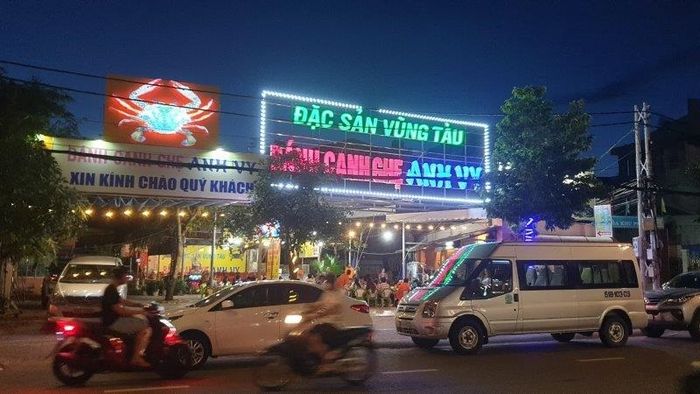 ĐẶC SẢN VŨNG TÀU
BÁNH CANH GHẸ ANH VY
BÁNH CANH GHẸ ANH VY
XIN KÍNH CHÀO QUÝ KHÁCH